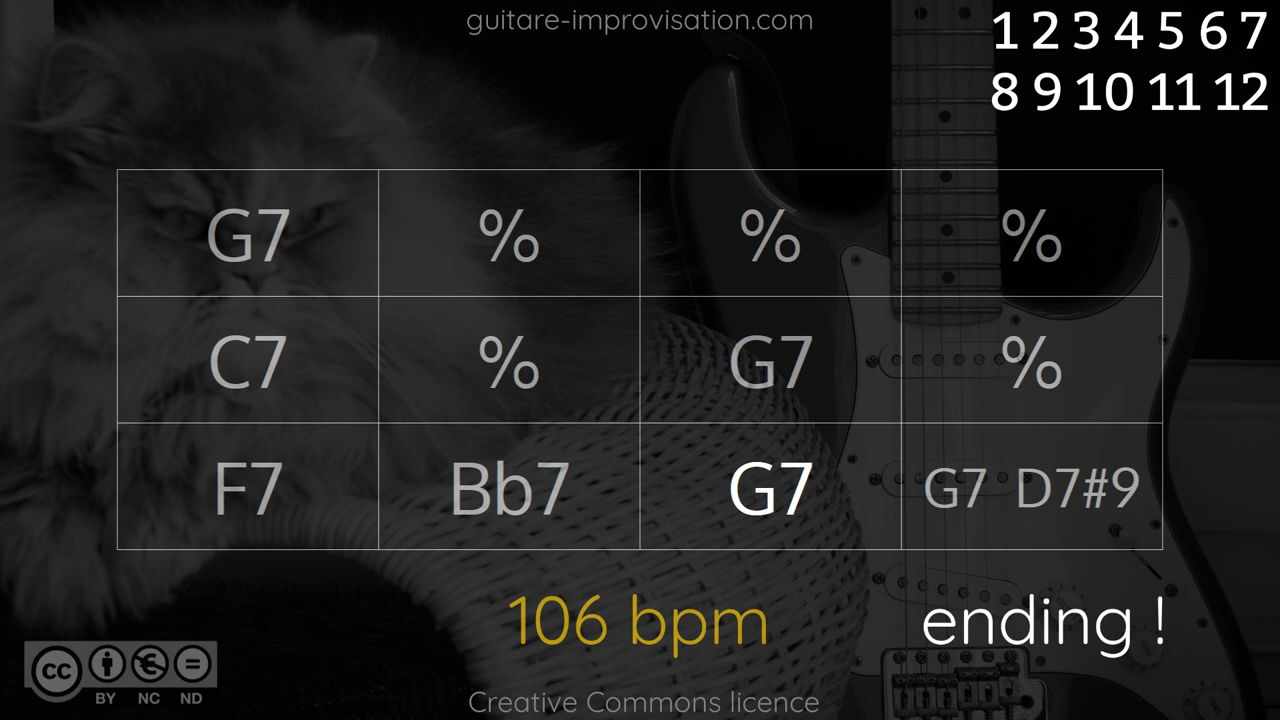 guitare-improvisation.com
1 2 3 4 5 6 7
8 9 10 11 12
G7 % % %
C7 % G7 %
F7 Bb7 G7 G7 D7#9
106 bpm ending !
cc BY NC ND
Creative Commons licence